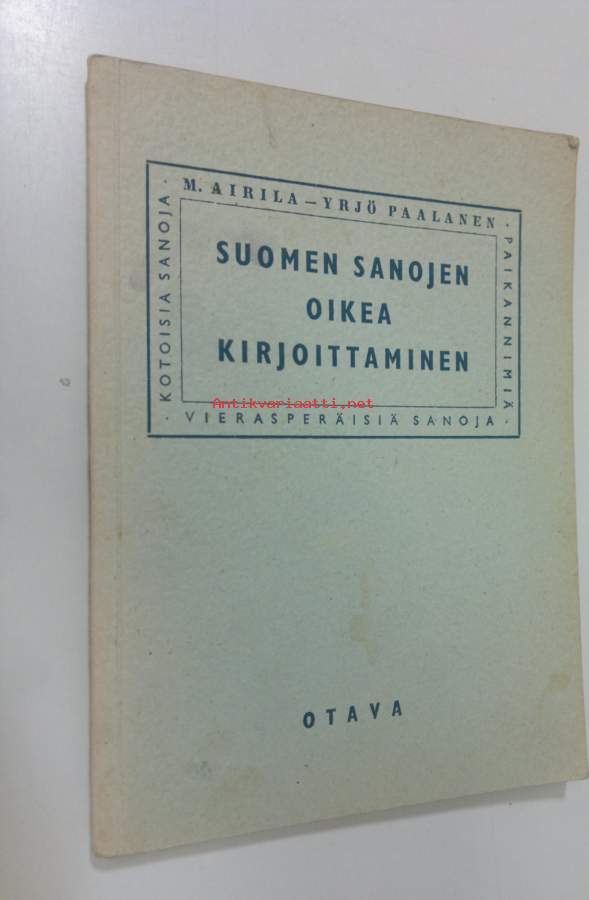 M. AIRILA – YRJÖ PAALANEN ·
KOTOISIA SANOJA ·
PAIKANNIMIÄ
SUOMEN SANOJEN
OIKEA
KIRJOITTAMINEN
Antikvariaatti.net
· VIERASPERÄISIÄ SANOJA ·
OTAVA